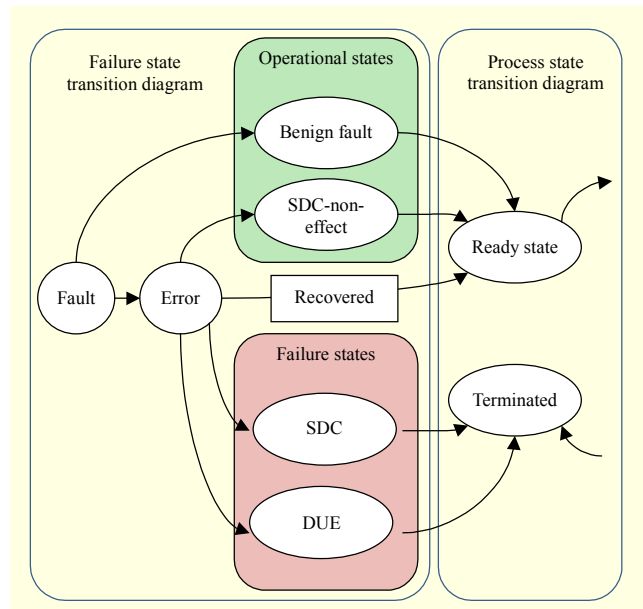 Failure state
transition diagram
Operational states
Process state
transition diagram
Benign fault
SDC-non-
effect
Ready state
Fault
Error
Recovered
Failure states
SDC
Terminated
DUE